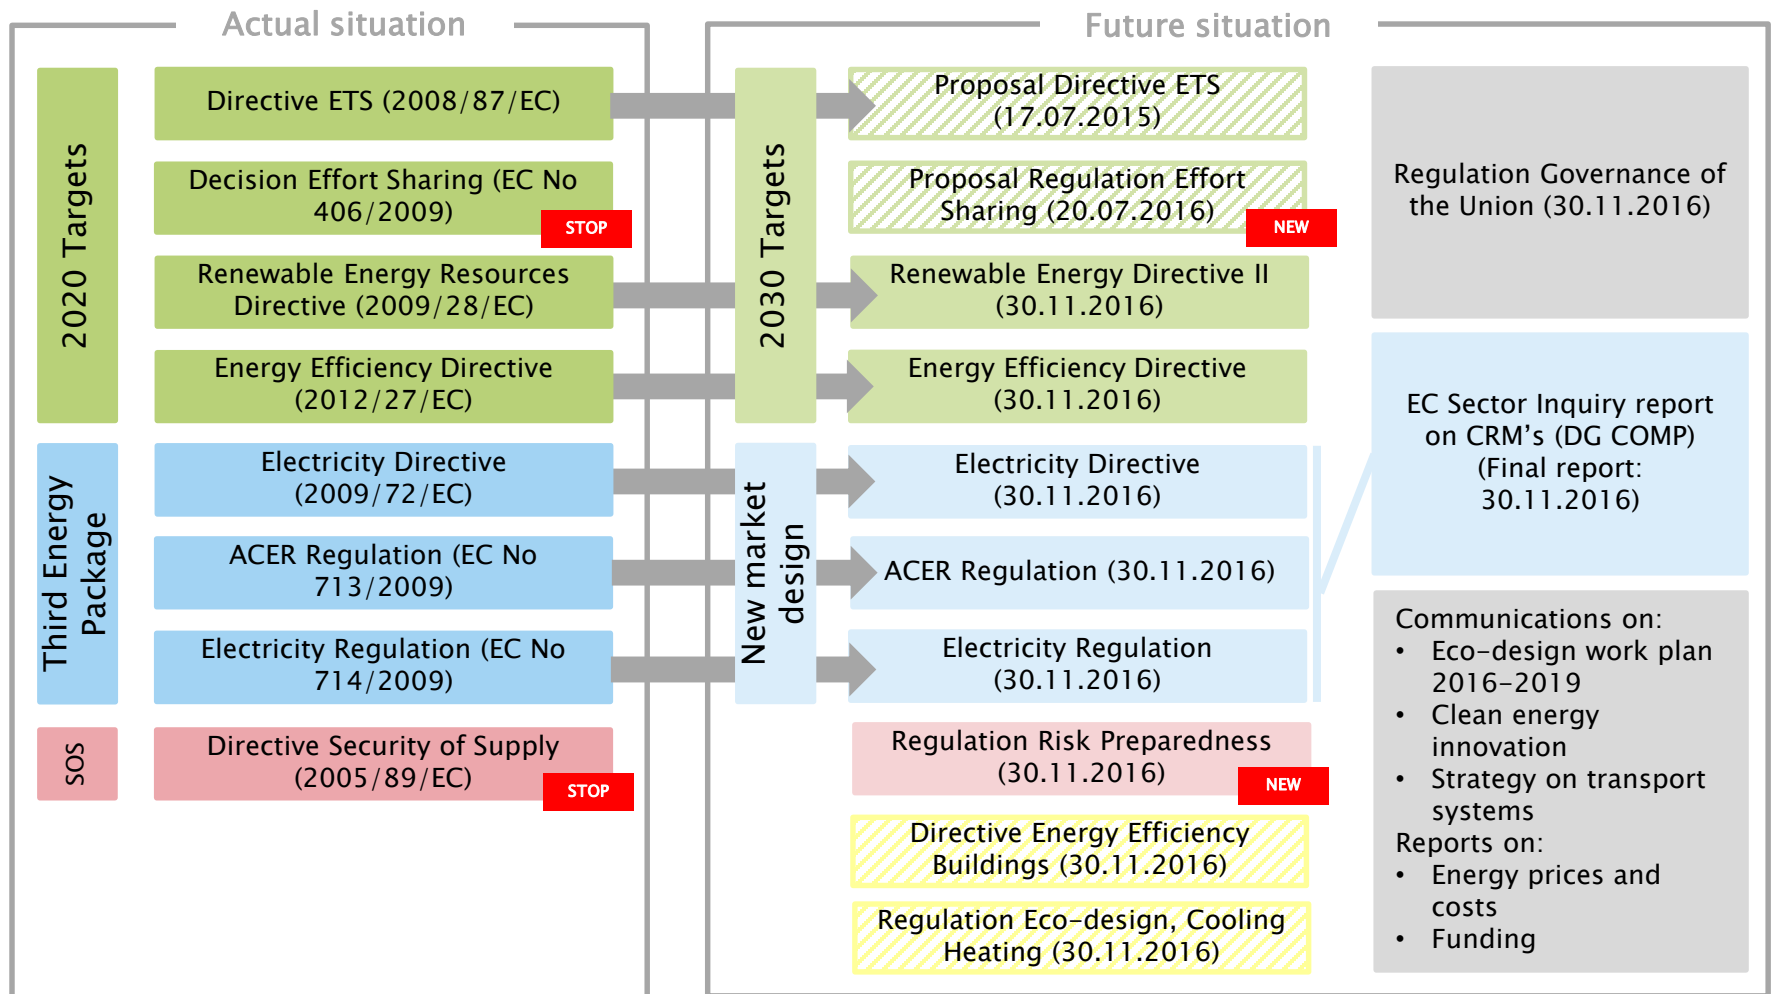 Actual situation
2020 Targets
Directive ETS (2008/87/EC)
Decision Effort Sharing (EC No
406/2009)
STOP
Renewable Energy Resources
Directive (2009/28/EC)
Energy Efficiency Directive
(2012/27/EC)
Third Energy
Package
Electricity Directive
(2009/72/EC)
ACER Regulation (EC No
713/2009)
Electricity Regulation (EC No
714/2009)
SOS
Directive Security of Supply
(2005/89/EC)
STOP
Future situation
2030 Targets
Proposal Directive ETS
(17.07.2015)
Proposal Regulation Effort
Sharing (20.07.2016)
NEW
Renewable Energy Directive II
(30.11.2016)
Energy Efficiency Directive
(30.11.2016)
New market
design
Electricity Directive
(30.11.2016)
ACER Regulation (30.11.2016)
Electricity Regulation
(30.11.2016)
Regulation Risk Preparedness
(30.11.2016)
NEW
Directive Energy Efficiency
Buildings (30.11.2016)
Regulation Eco-design, Cooling
Heating (30.11.2016)
Regulation Governance of
the Union (30.11.2016)
EC Sector Inquiry report
on CRM's (DG COMP)
(Final report:
30.11.2016)
Communications on:
• Eco-design work plan
2016-2019
• Clean energy
innovation
• Strategy on transport
systems
Reports on:
• Energy prices and
costs
• Funding